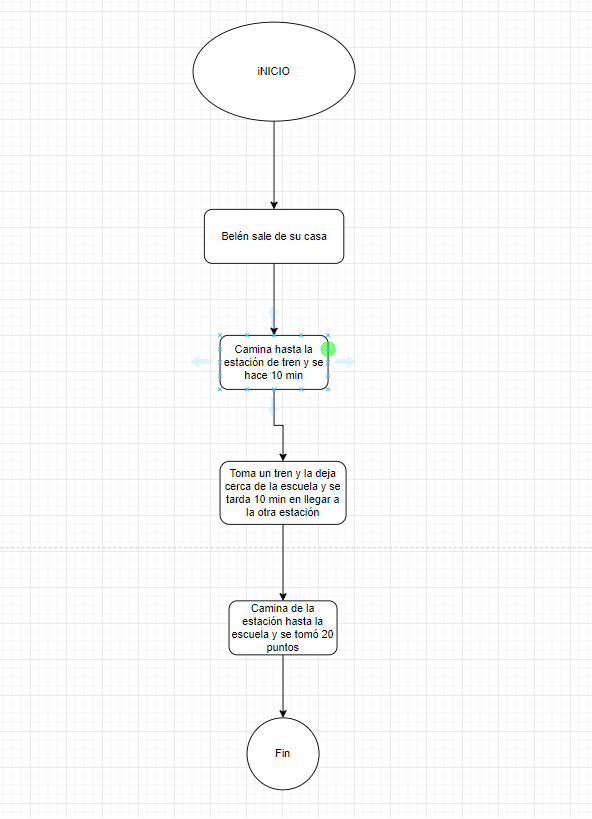 iNICIO
Belén sale de su casa
Camina hasta la
estación de tren y se
hace 10 min
Toma un tren y la deja
cerca de la escuela y se
tarda 10 min en llegar a
la otra estación
Camina de la
estación hasta la
escuela y se tomó 20
puntos
Fin